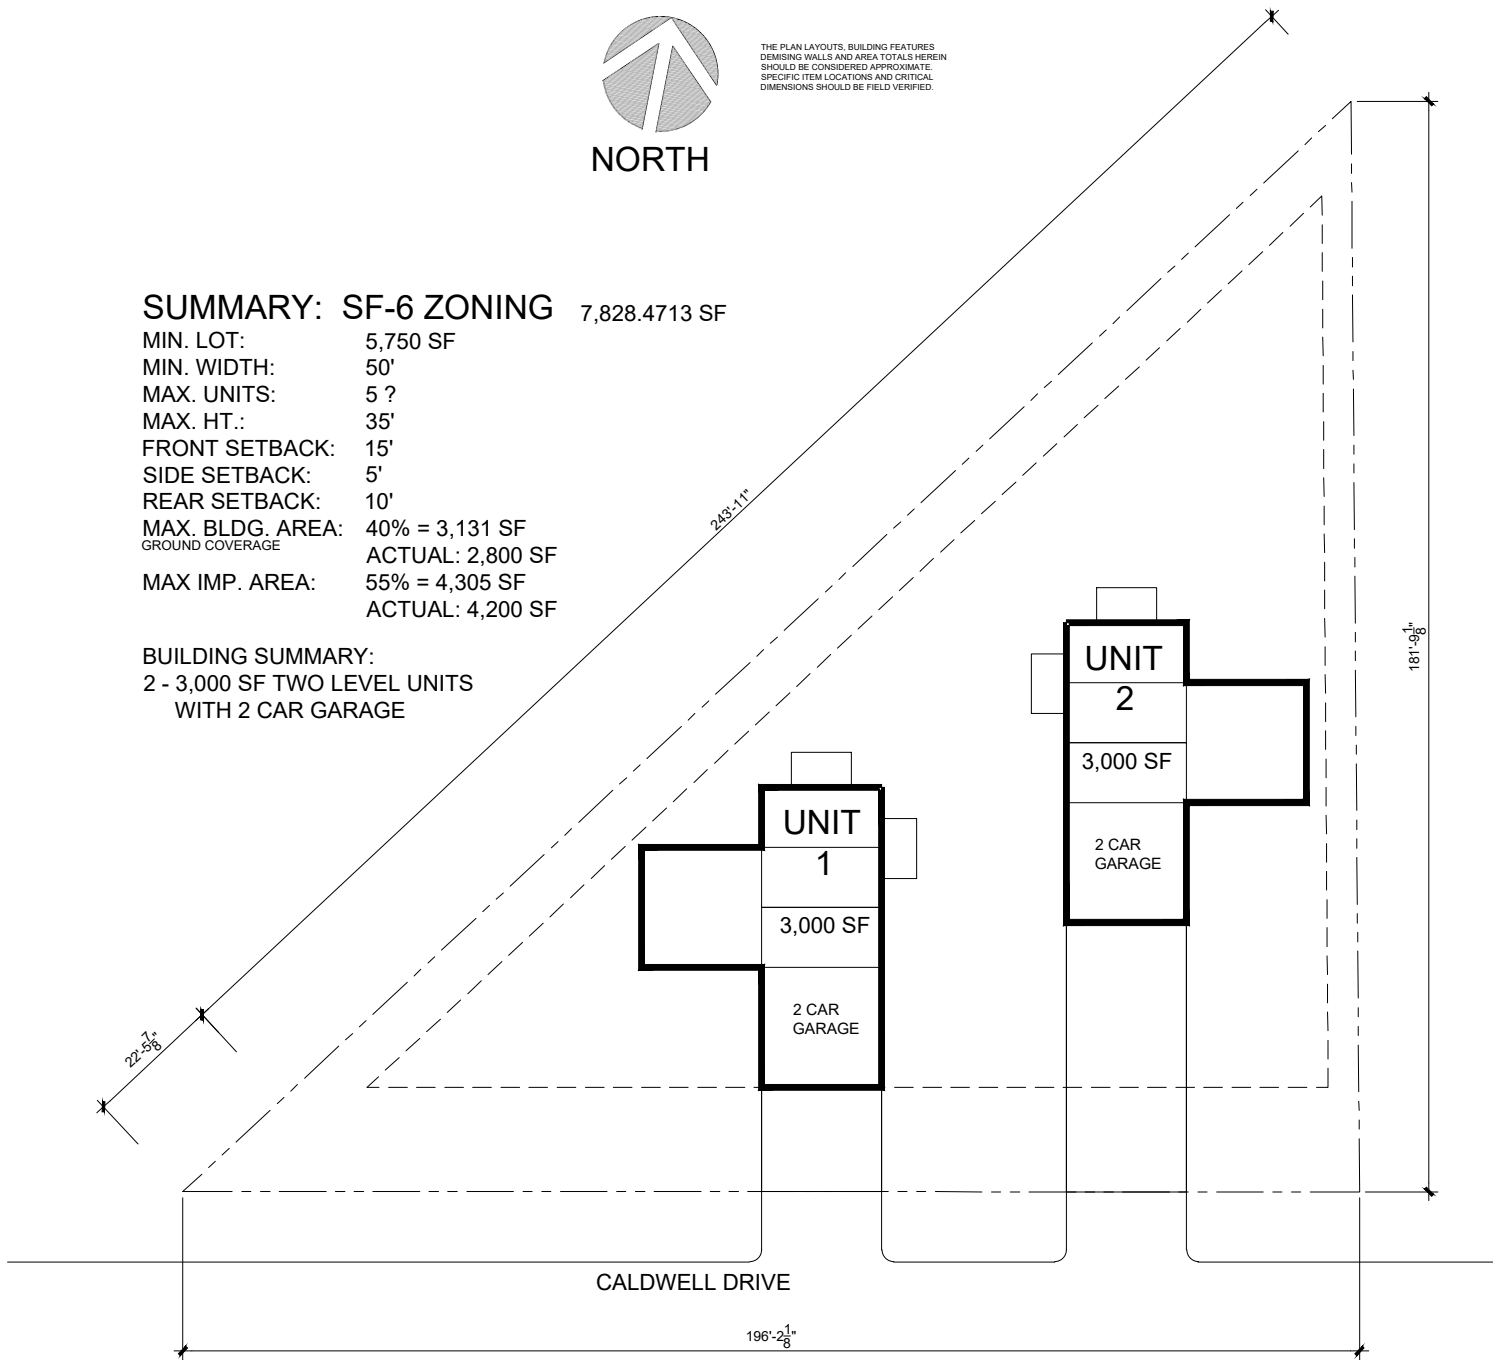 THE PLAN LAYOUTS, BUILDING FEATURES
DEMISING WALLS AND AREA TOTALS HEREIN
SHOULD BE CONSIDERED APPROXIMATE.
SPECIFIC ITEM LOCATIONS AND CRITICAL
DIMENSIONS SHOULD BE FIELD VERIFIED.
NORTH
SUMMARY: SF-6 ZONING 7,828.4713 SF
MIN. LOT: 5,750 SF
MIN. WIDTH: 50'
MAX. UNITS: 5 ?
MAX. HT.: 35'
FRONT SETBACK: 15'
SIDE SETBACK: 5'
REAR SETBACK: 10'
MAX. BLDG. AREA: 40% = 3,131 SF
GROUND COVERAGE
ACTUAL: 2,800 SF
MAX IMP. AREA: 55% = 4,305 SF
ACTUAL: 4,200 SF
BUILDING SUMMARY:
2 - 3,000 SF TWO LEVEL UNITS
WITH 2 CAR GARAGE
243'-11"
22'-5 7/8"
181'-9 1/8"
UNIT
2
3,000 SF
2 CAR
GARAGE
UNIT
1
3,000 SF
2 CAR
GARAGE
CALDWELL DRIVE
196'-2 1/8"